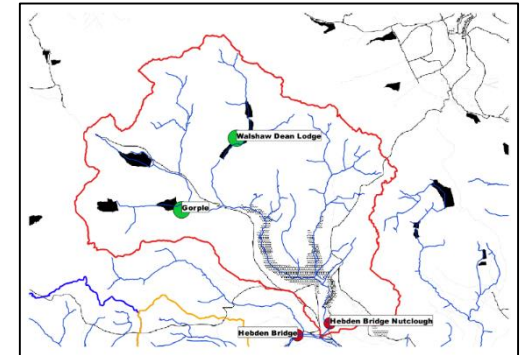 Walshaw Dean Lodge
Gorple
Hebden Bridge Nutclough
Hebden Bridge